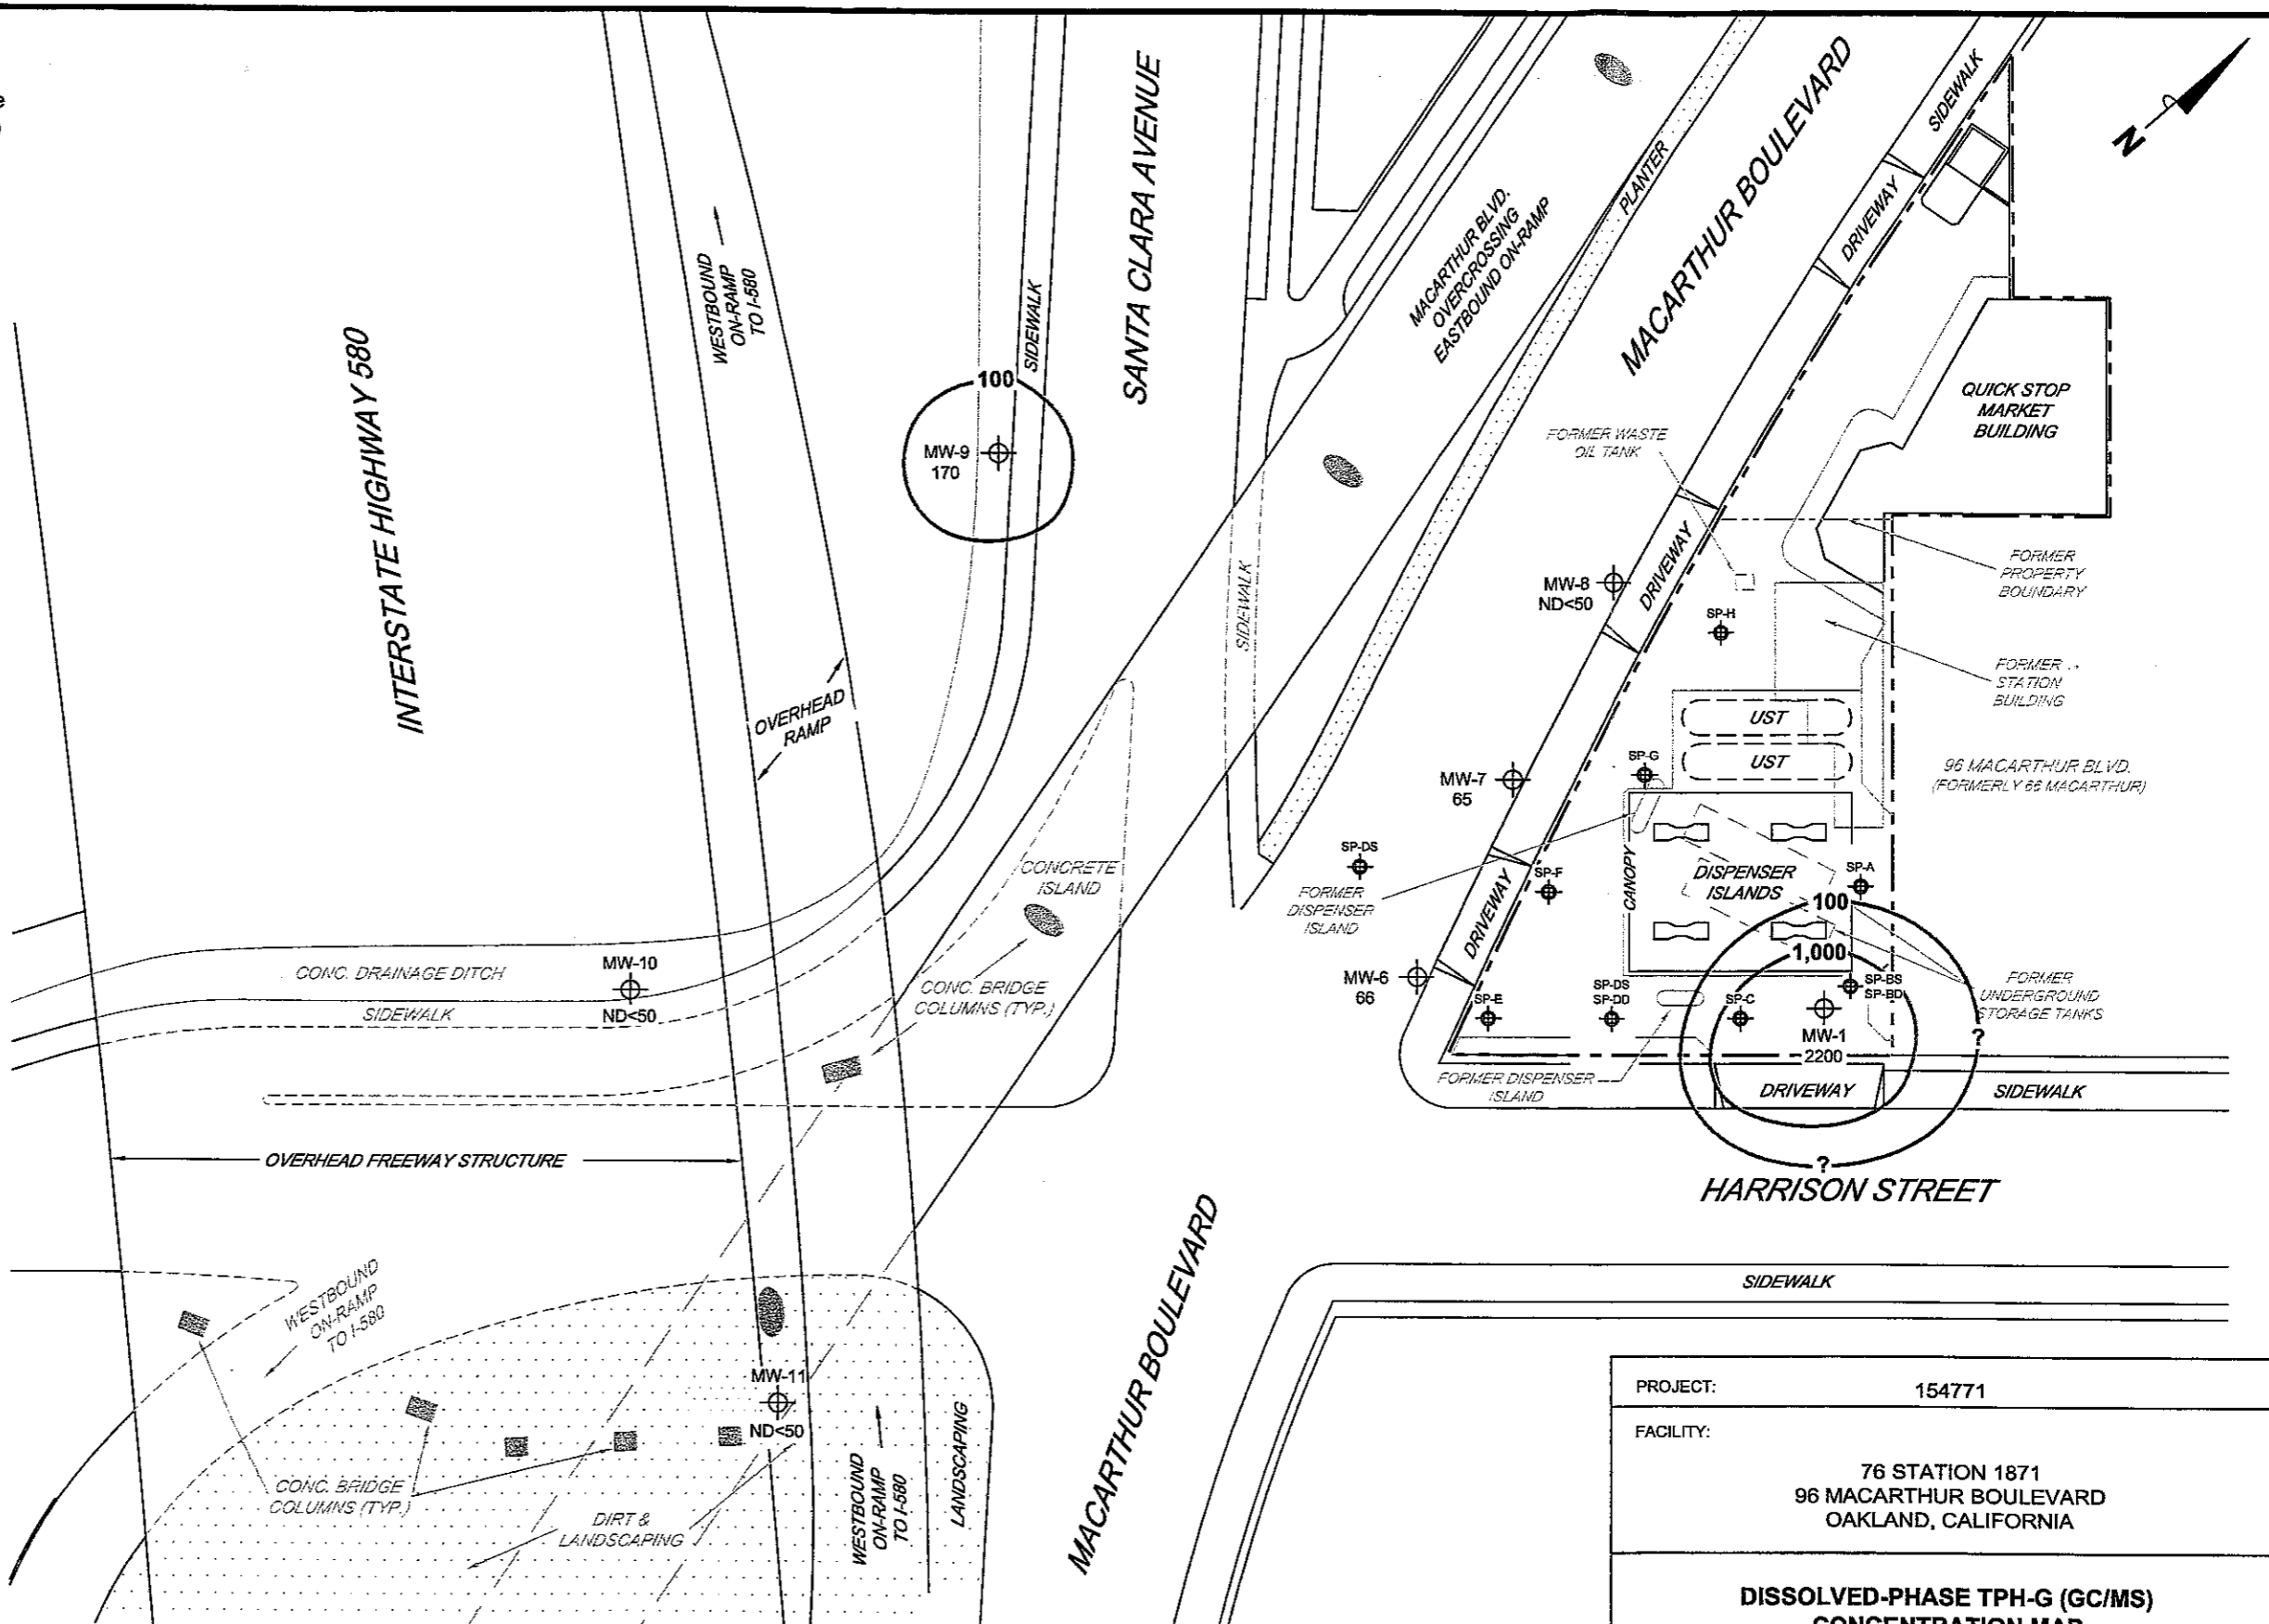 INTERSTATE HIGHWAY 580
WESTBOUND
ON-RAMP
TO I-580
SIDEWALK
SANTA CLARA AVENUE
100
MW-9
170
OVERHEAD
RAMP
MACARTHUR BLVD.
OVERCROSSING
EASTBOUND ON-RAMP
PLANTER
MACARTHUR BOULEVARD
SIDEWALK
DRIVEWAY
N
QUICK STOP
MARKET
BUILDING
FORMER WASTE
OIL TANK
SIDEWALK
MW-8
ND<50
DRIVEWAY
SP-H
FORMER
PROPERTY
BOUNDARY
FORMER
STATION
BUILDING
UST
UST
SP-G
96 MACARTHUR BLVD.
(FORMERLY 66 MACARTHUR)
MW-7
65
SP-DS
FORMER
DISPENSER
ISLAND
DRIVEWAY
SP-F
CANOPY
DISPENSER
ISLANDS
SP-A
100
1,000
MW-6
66
SP-E
SP-DS
SP-DD
SP-C
SP-BS
SP-BD
MW-1
2200
FORMER
UNDERGROUND
STORAGE TANKS
?
FORMER DISPENSER
ISLAND
DRIVEWAY
SIDEWALK
?
HARRISON STREET
CONCRETE
ISLAND
CONC. BRIDGE
COLUMNS (TYP.)
CONC. DRAINAGE DITCH
SIDEWALK
MW-10
ND<50
OVERHEAD FREEWAY STRUCTURE
WESTBOUND
ON-RAMP
TO I-580
MW-11
ND<50
CONC. BRIDGE
COLUMNS (TYP.)
DIRT &
LANDSCAPING
WESTBOUND
ON-RAMP
TO I-580
LANDSCAPING
MACARTHUR BOULEVARD
SIDEWALK
PROJECT:
154771
FACILITY:
76 STATION 1871
96 MACARTHUR BOULEVARD
OAKLAND, CALIFORNIA
DISSOLVED-PHASE TPH-G (GC/MS)
CONCENTRATION MAP